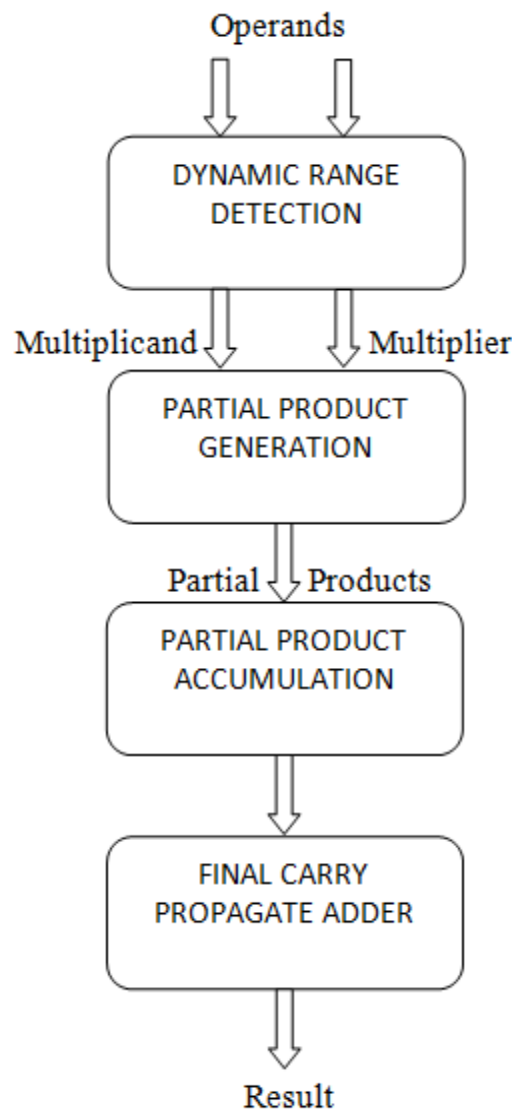 Operands
DYNAMIC RANGE
DETECTION
Multiplicand
Multiplier
PARTIAL PRODUCT
GENERATION
Partial Products
PARTIAL PRODUCT
ACCUMULATION
FINAL CARRY
PROPAGATE ADDER
Result